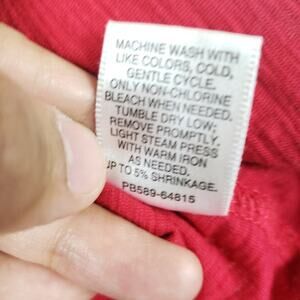 MACHINE WASH WITH
LIKE COLORS, COLD,
GENTLE CYCLE.
ONLY NON-CHLORINE
BLEACH WHEN NEEDED.
TUMBLE DRY LOW;
REMOVE PROMPTLY.
LIGHT STEAM PRESS
WITH WARM IRON
AS NEEDED.
UP TO 5% SHRINKAGE.
PB589-64815